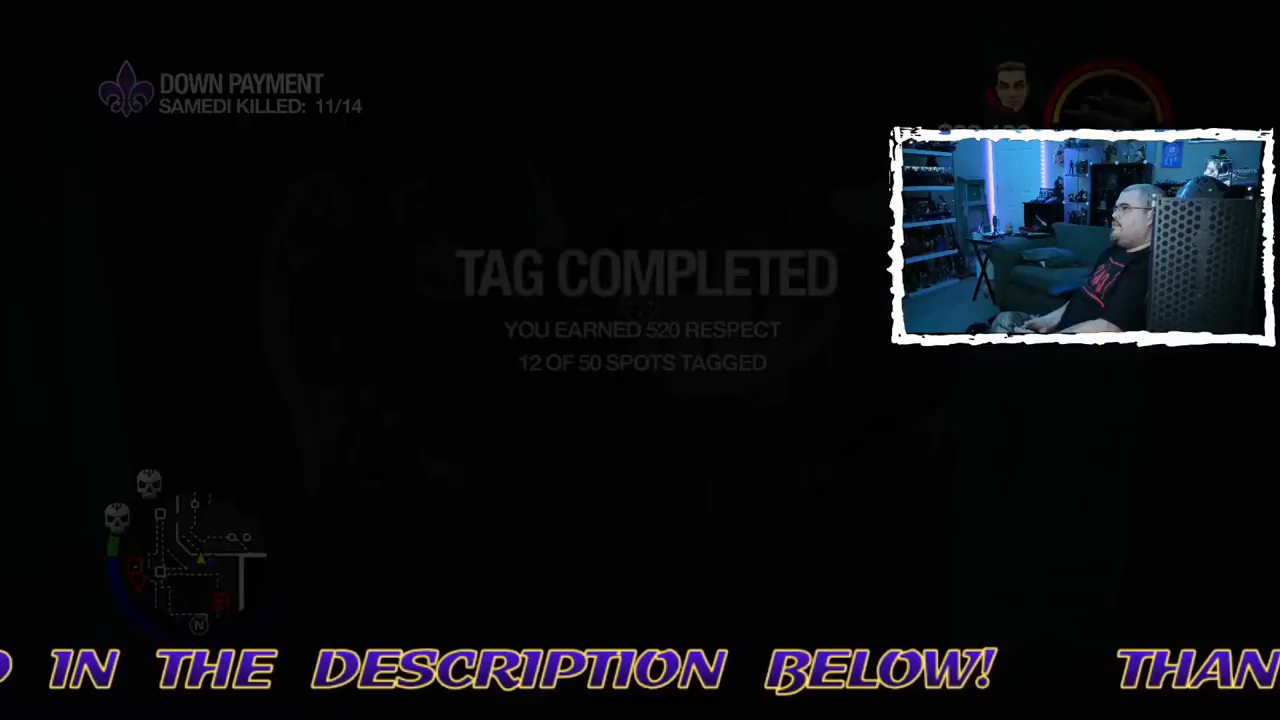 DOWN PAYMENT
SAMEDI KILLED: 11/14
TAG COMPLETED
YOU EARNED 520 RESPECT
12 OF 50 SPOTS TAGGED
N
IN THE DESCRIPTION BELOW! THAN